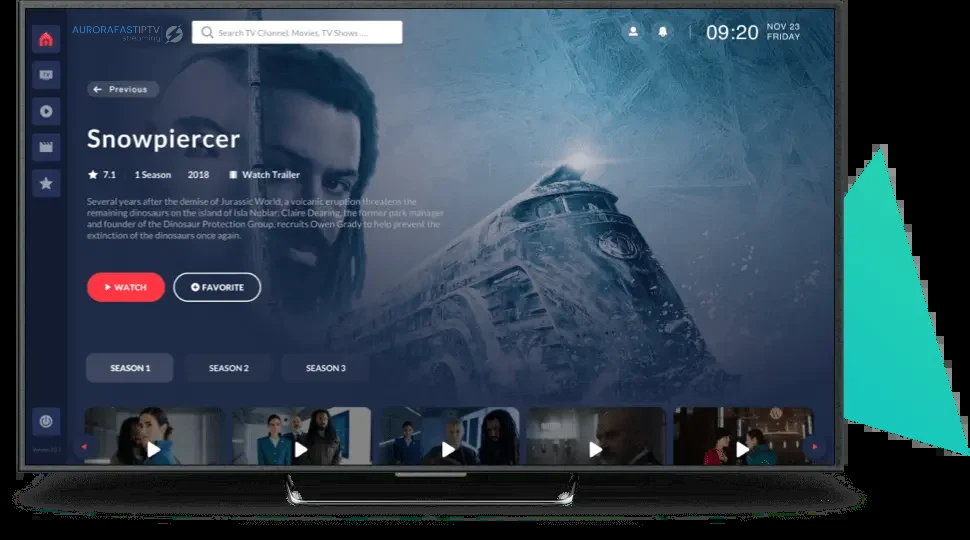 AURORAFASTIPTV
streaming!
Search TV Channel, Movies, TV Shows ....
09:20
NOV 23
FRIDAY
Previous
Snowpiercer
7.1
1 Season
2018
Watch Trailer
Several years after the demise of Jurassic World, a volcanic eruption threatens the
remaining dinosaurs on the island of Isla Nublar. Claire Dearing, the former park manager
and founder of the Dinosaur Protection Group, recruits Owen Grady to help prevent the
extinction of the dinosaurs once again.
WATCH
FAVORITE
SEASON 1
SEASON 2
SEASON 3